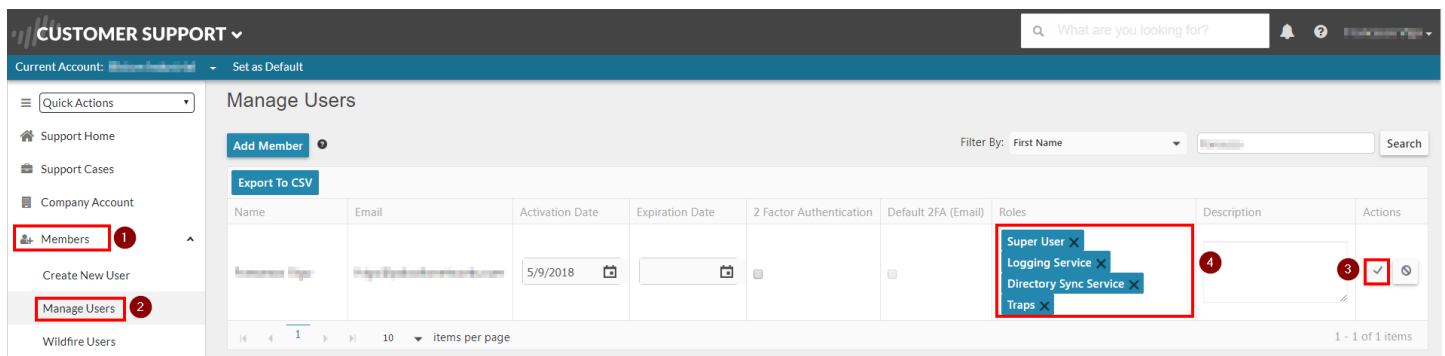 CUSTOMER SUPPORT
What are you looking for?
Current Account:
Set as Default
Quick Actions
Support Home
Support Cases
Company Account
Members
1
Create New User
Manage Users
2
Wildfire Users
Manage Users
Add Member
Filter By: First Name
Search
Export To CSV
Name Email Activation Date Expiration Date 2 Factor Authentication Default 2FA (Email) Roles Description Actions
5/9/2018
Super User
Logging Service
Directory Sync Service
Traps
4
3
1 10 items per page
1 - 1 of 1 items